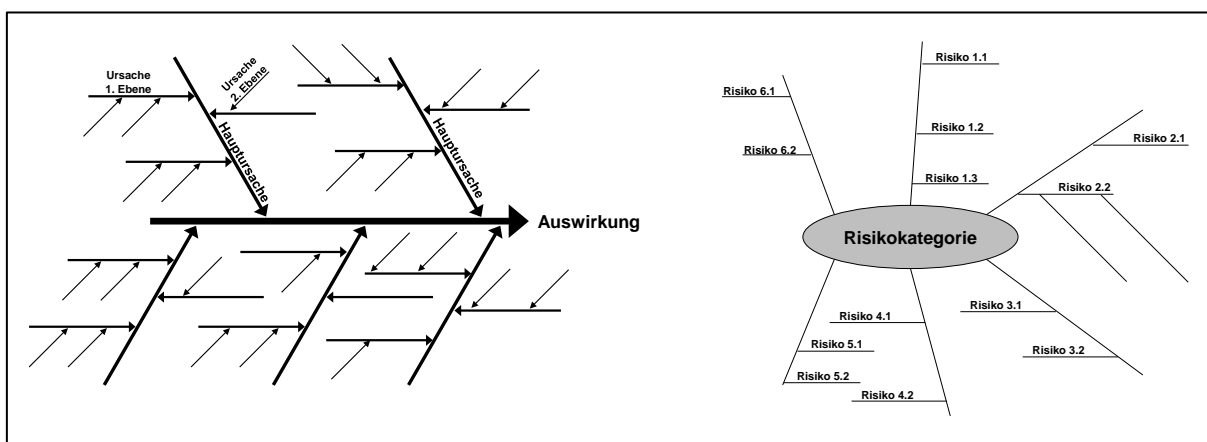 Ursache
1. Ebene
Ursache
2. Ebene
Hauptursache
Hauptursache
Auswirkung
Risiko 1.1
Risiko 6.1
Risiko 1.2
Risiko 2.1
Risiko 6.2
Risiko 1.3
Risiko 2.2
Risikokategorie
Risiko 3.1
Risiko 4.1
Risiko 5.1
Risiko 3.2
Risiko 5.2
Risiko 4.2